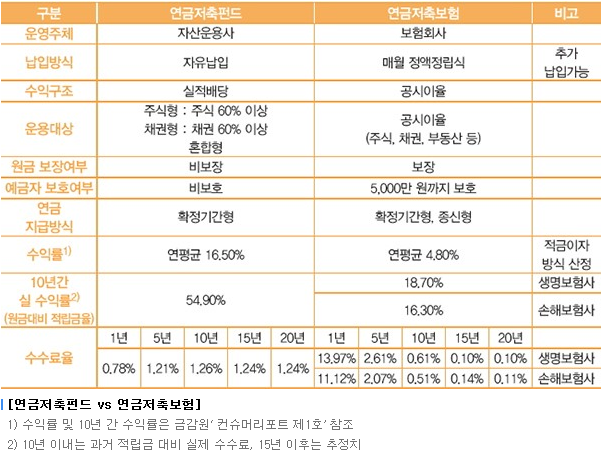 구분 연금저축펀드 연금저축보험 비고
운영주체 자산운용사 보험회사
납입방식 자유납입 매월 정액정립식 추가
납입가능
수익구조 실적배당 공시이율
운용대상 주식형 : 주식 60% 이상
채권형 : 채권 60% 이상
혼합형
공시이율
(주식, 채권, 부동산 등)
원금 보장여부 비보장 보장
예금자 보호여부 비보호 5,000만 원까지 보호
연금
지급방식
확정기간형 확정기간형, 종신형
수익률1) 연평균 16.50% 연평균 4.80% 적금이자
방식 산정
10년간
실 수익률2)
(원금대비 적립금율)
54.90%
18.70% 생명보험사
16.30% 손해보험사
수수료율
1년 5년 10년 15년 20년 1년 5년 10년 15년 20년
0.78% 1.21% 1.26% 1.24% 1.24%
13.97% 2.61% 0.61% 0.10% 0.10% 생명보험사
11.12% 2.07% 0.51% 0.14% 0.11% 손해보험사
[연금저축펀드 vs 연금저축보험]
1) 수익률 및 10년 간 수익률은 금감원‘ 컨슈머리포트 제1호’ 참조
2) 10년 이내는 과거 적립금 대비 실제 수수료, 15년 이후는 추정치